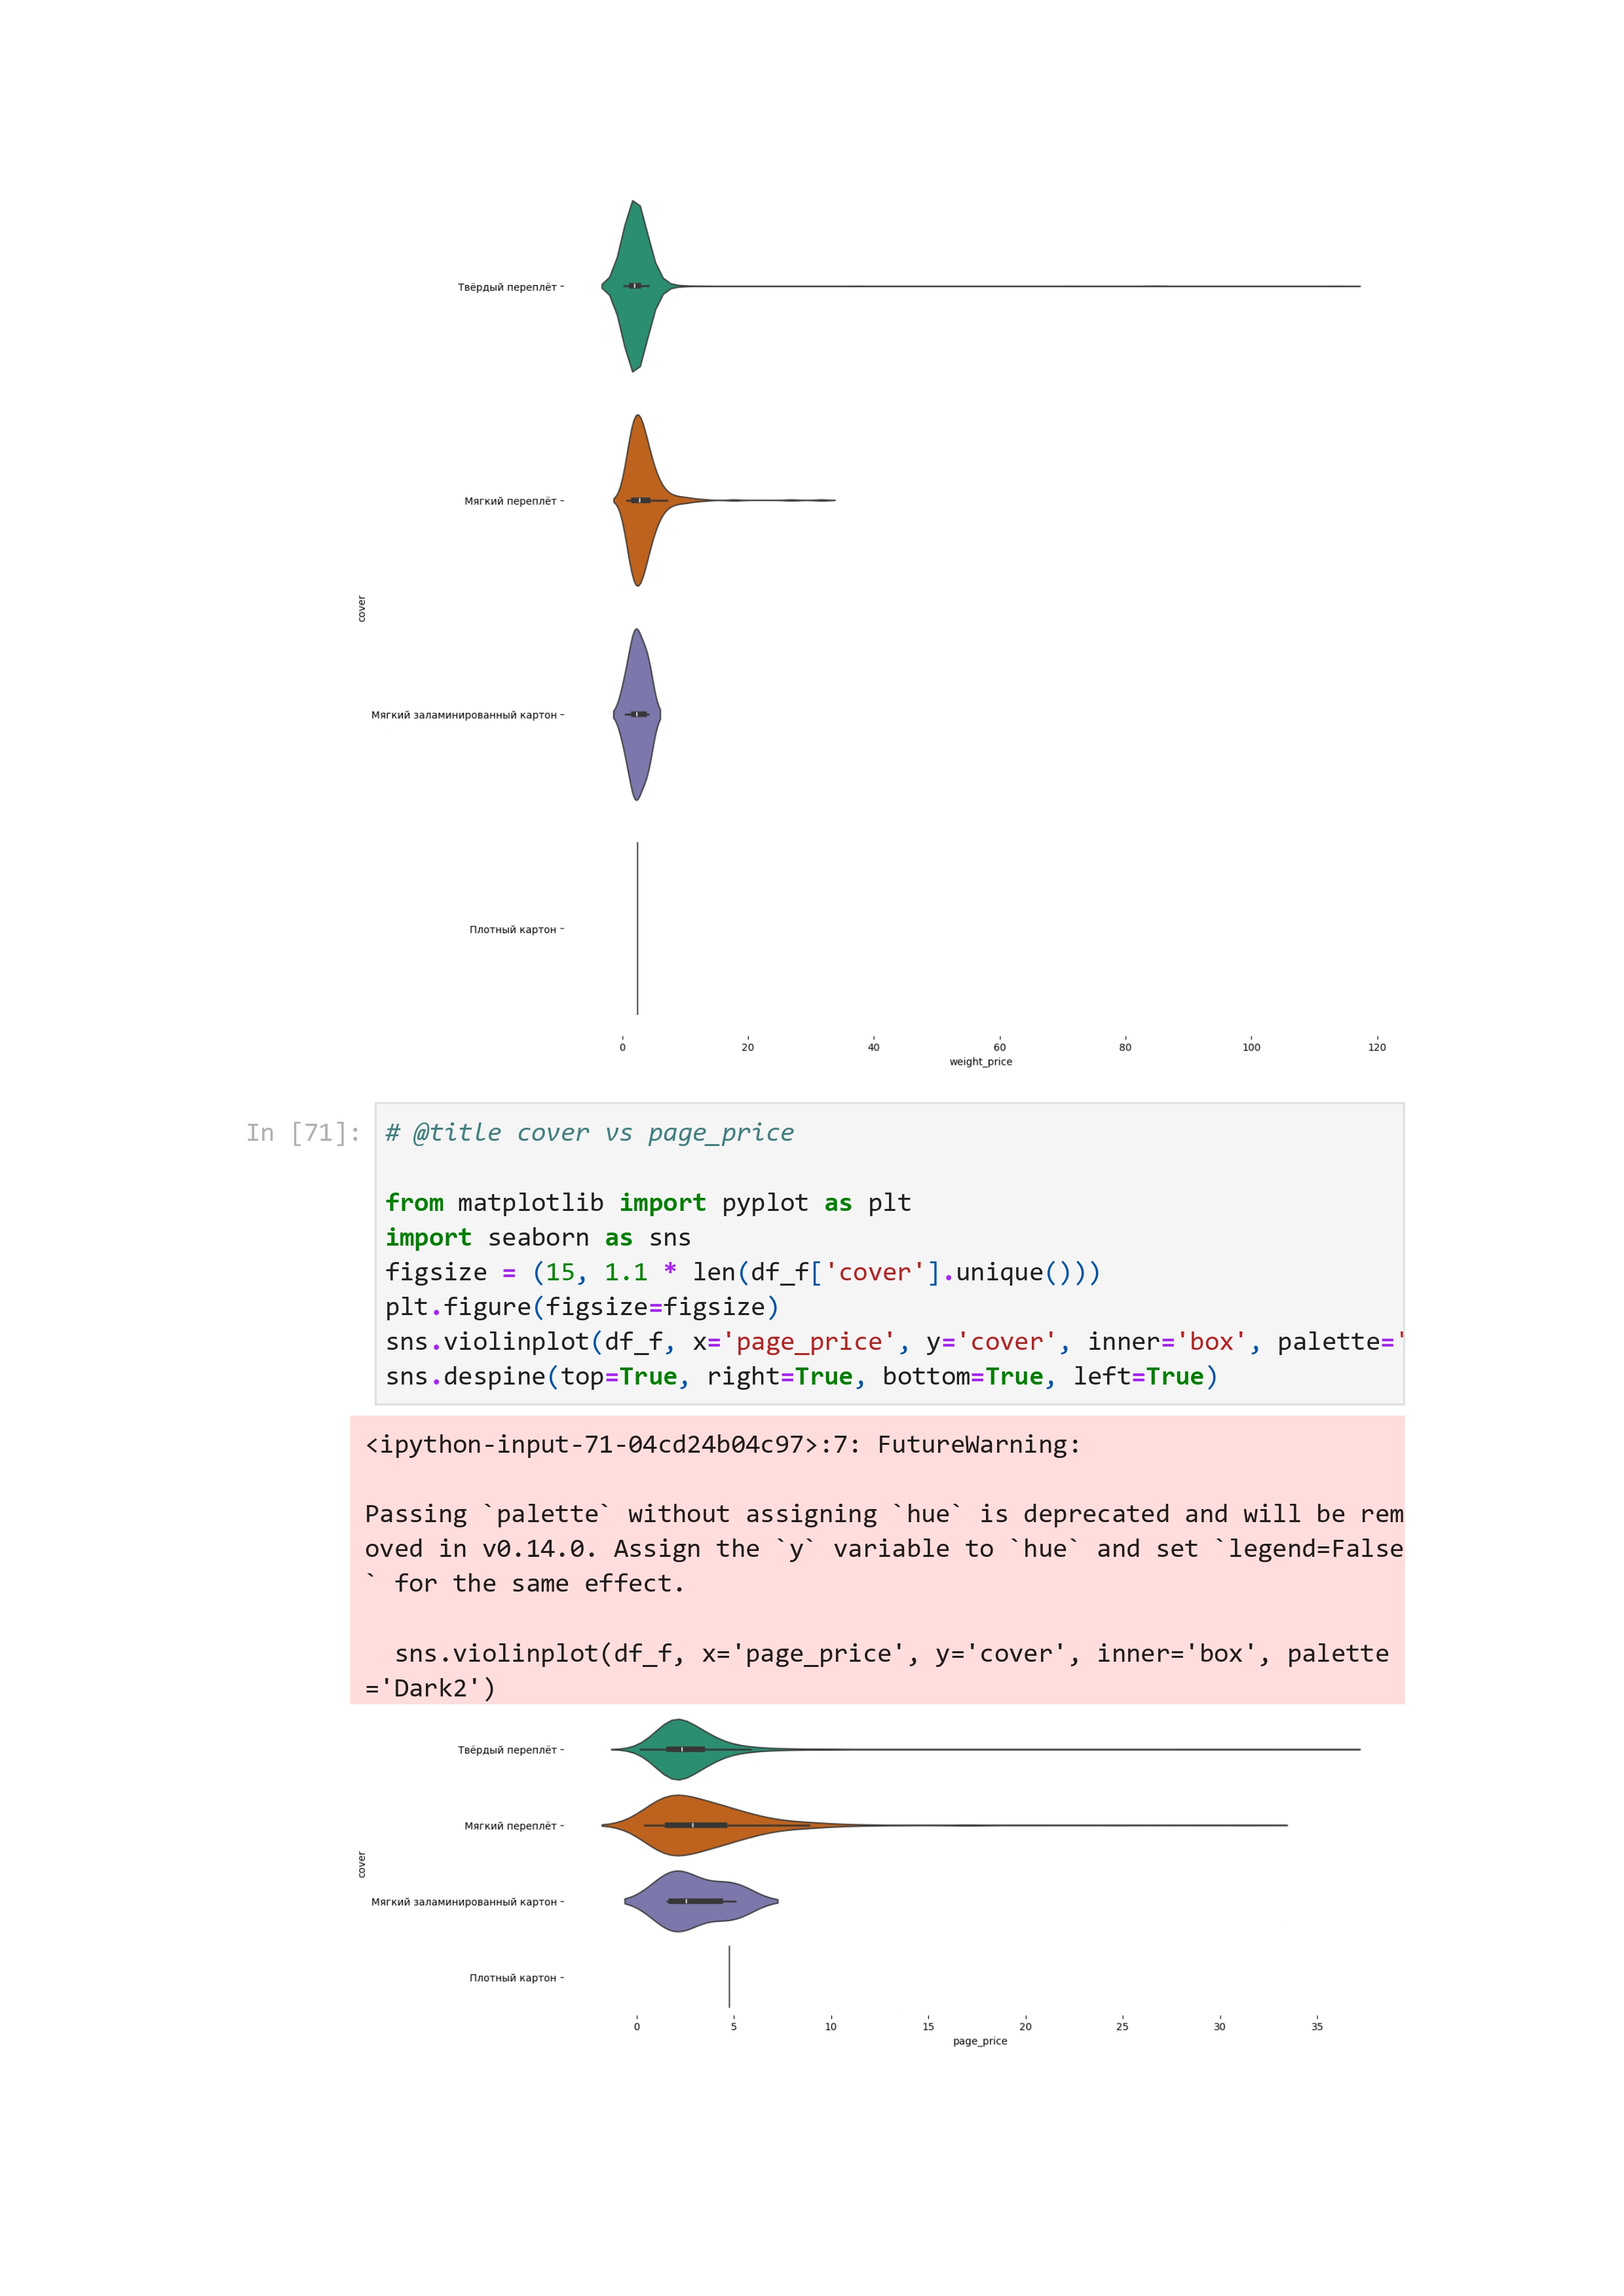 Твёрдый переплёт
Мягкий переплёт
cover
Мягкий заламинированный картон
Плотный картон
0 20 40 60 80 100 120
weight_price
In [71]:
# @title cover vs page_price
from matplotlib import pyplot as plt
import seaborn as sns
figsize = (15, 1.1 * len(df_f['cover'].unique()))
plt.figure(figsize=figsize)
sns.violinplot(df_f, x='page_price', y='cover', inner='box', palette='
sns.despine(top=True, right=True, bottom=True, left=True)
<ipython-input-71-04cd24b04c97>:7: FutureWarning:
Passing `palette` without assigning `hue` is deprecated and will be rem
oved in v0.14.0. Assign the `y` variable to `hue` and set `legend=False
` for the same effect.
sns.violinplot(df_f, x='page_price', y='cover', inner='box', palette
='Dark2')
Твёрдый переплёт
Мягкий переплёт
cover
Мягкий заламинированный картон
Плотный картон
0 5 10 15 20 25 30 35
page_price